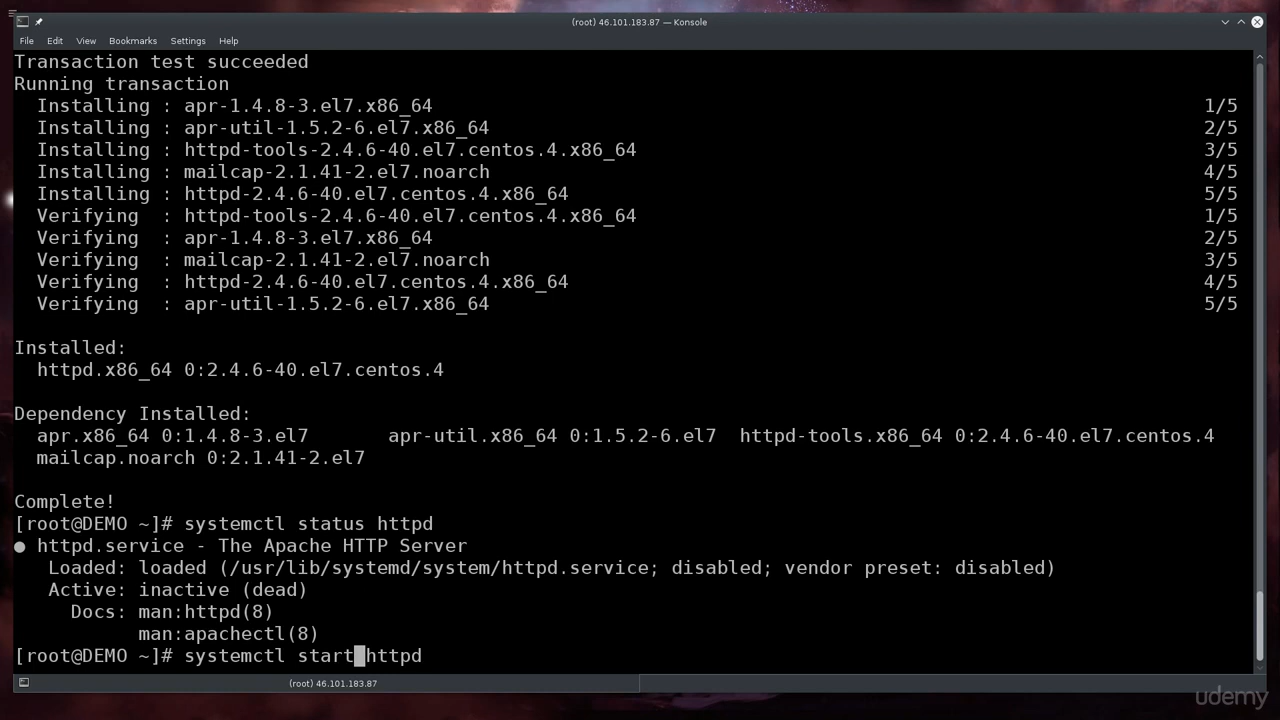 (root) 46.101.183.87 — Konsole
File Edit View Bookmarks Settings Help
Transaction test succeeded
Running transaction
  Installing : apr-1.4.8-3.el7.x86_64 1/5
  Installing : apr-util-1.5.2-6.el7.x86_64 2/5
  Installing : httpd-tools-2.4.6-40.el7.centos.4.x86_64 3/5
  Installing : mailcap-2.1.41-2.el7.noarch 4/5
  Installing : httpd-2.4.6-40.el7.centos.4.x86_64 5/5
  Verifying  : httpd-tools-2.4.6-40.el7.centos.4.x86_64 1/5
  Verifying  : apr-1.4.8-3.el7.x86_64 2/5
  Verifying  : mailcap-2.1.41-2.el7.noarch 3/5
  Verifying  : httpd-2.4.6-40.el7.centos.4.x86_64 4/5
  Verifying  : apr-util-1.5.2-6.el7.x86_64 5/5
Installed:
  httpd.x86_64 0:2.4.6-40.el7.centos.4
Dependency Installed:
  apr.x86_64 0:1.4.8-3.el7 apr-util.x86_64 0:1.5.2-6.el7 httpd-tools.x86_64 0:2.4.6-40.el7.centos.4
  mailcap.noarch 0:2.1.41-2.el7
Complete!
[root@DEMO ~]# systemctl status httpd
● httpd.service - The Apache HTTP Server
   Loaded: loaded (/usr/lib/systemd/system/httpd.service; disabled; vendor preset: disabled)
   Active: inactive (dead)
     Docs: man:httpd(8)
           man:apachectl(8)
[root@DEMO ~]# systemctl start httpd
(root) 46.101.183.87
udemy